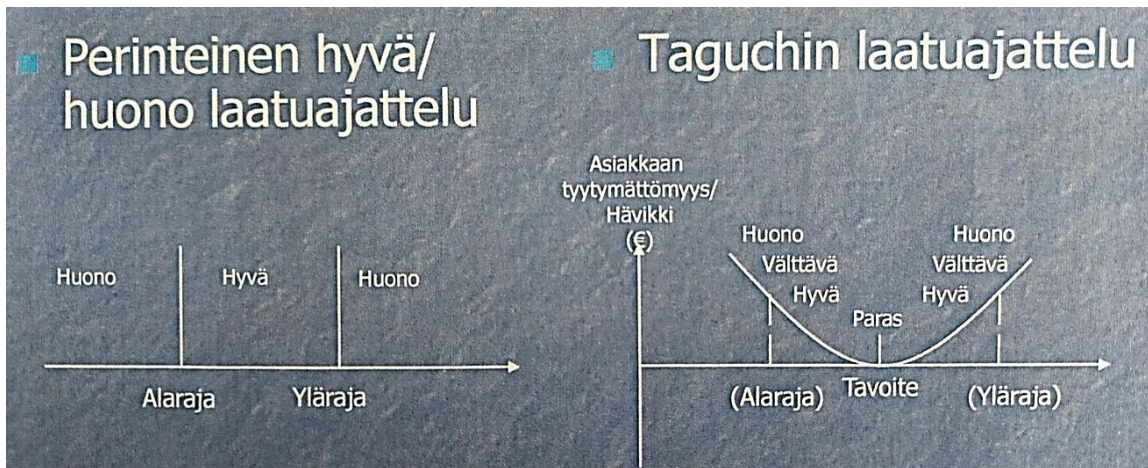 Perinteinen hyvä/
huono laatuajattelu
Huono
Hyvä
Huono
Alaraja
Yläraja
Taguchin laatuajattelu
Asiakkaan
tyytymättömyys/
Hävikki
(€)
Huono
Huono
Välttävä
Välttävä
Hyvä
Hyvä
Paras
(Alaraja)
Tavoite
(Yläraja)